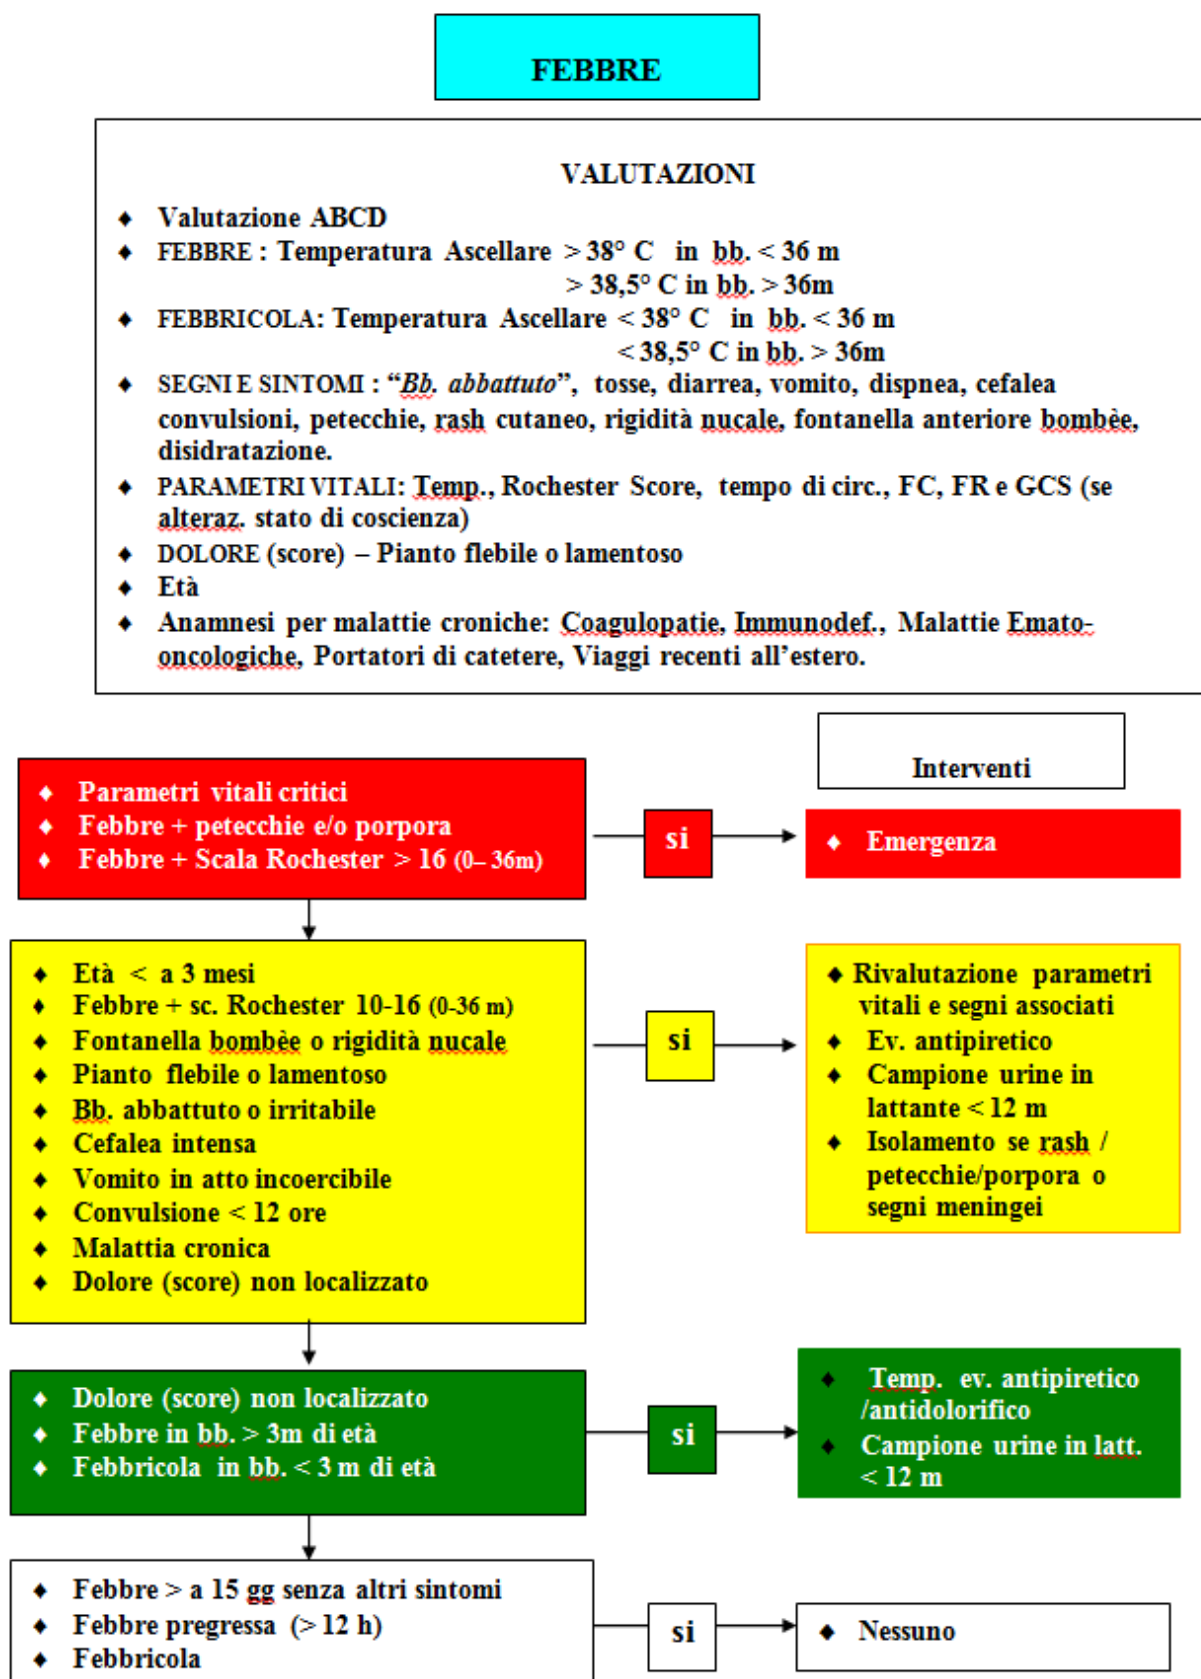 FEBBRE
VALUTAZIONI
♦ Valutazione ABCD
♦ FEBBRE : Temperatura Ascellare > 38° C in bb. < 36 m
> 38,5° C in bb. > 36m
♦ FEBBRICOLA: Temperatura Ascellare < 38° C in bb. < 36 m
< 38,5° C in bb. > 36m
♦ SEGNI E SINTOMI : “Bb. abbattuto”, tosse, diarrea, vomito, dispnea, cefalea
convulsioni, petecchie, rash cutaneo, rigidità nucale, fontanella anteriore bombèe,
disidratazione.
♦ PARAMETRI VITALI: Temp., Rochester Score, tempo di circ., FC, FR e GCS (se
alteraz. stato di coscienza)
♦ DOLORE (score) – Pianto flebile o lamentoso
♦ Età
♦ Anamnesi per malattie croniche: Coagulopatie, Immunodef., Malattie Emato-
oncologiche, Portatori di catetere, Viaggi recenti all’estero.
Interventi
♦ Parametri vitali critici
♦ Febbre + petecchie e/o porpora
♦ Febbre + Scala Rochester > 16 (0– 36m)
si
♦ Emergenza
♦ Età < a 3 mesi
♦ Febbre + sc. Rochester 10-16 (0-36 m)
♦ Fontanella bombèe o rigidità nucale
♦ Pianto flebile o lamentoso
♦ Bb. abbattuto o irritabile
♦ Cefalea intensa
♦ Vomito in atto incoercibile
♦ Convulsione < 12 ore
♦ Malattia cronica
♦ Dolore (score) non localizzato
si
♦ Rivalutazione parametri
vitali e segni associati
♦ Ev. antipiretico
♦ Campione urine in
lattante < 12 m
♦ Isolamento se rash /
petecchie/porpora o
segni meningei
♦ Dolore (score) non localizzato
♦ Febbre in bb. > 3m di età
♦ Febbricola in bb. < 3 m di età
si
♦ Temp. ev. antipiretico
/antidolorifico
♦ Campione urine in latt.
< 12 m
♦ Febbre > a 15 gg senza altri sintomi
♦ Febbre pregressa (> 12 h)
♦ Febbricola
si
♦ Nessuno